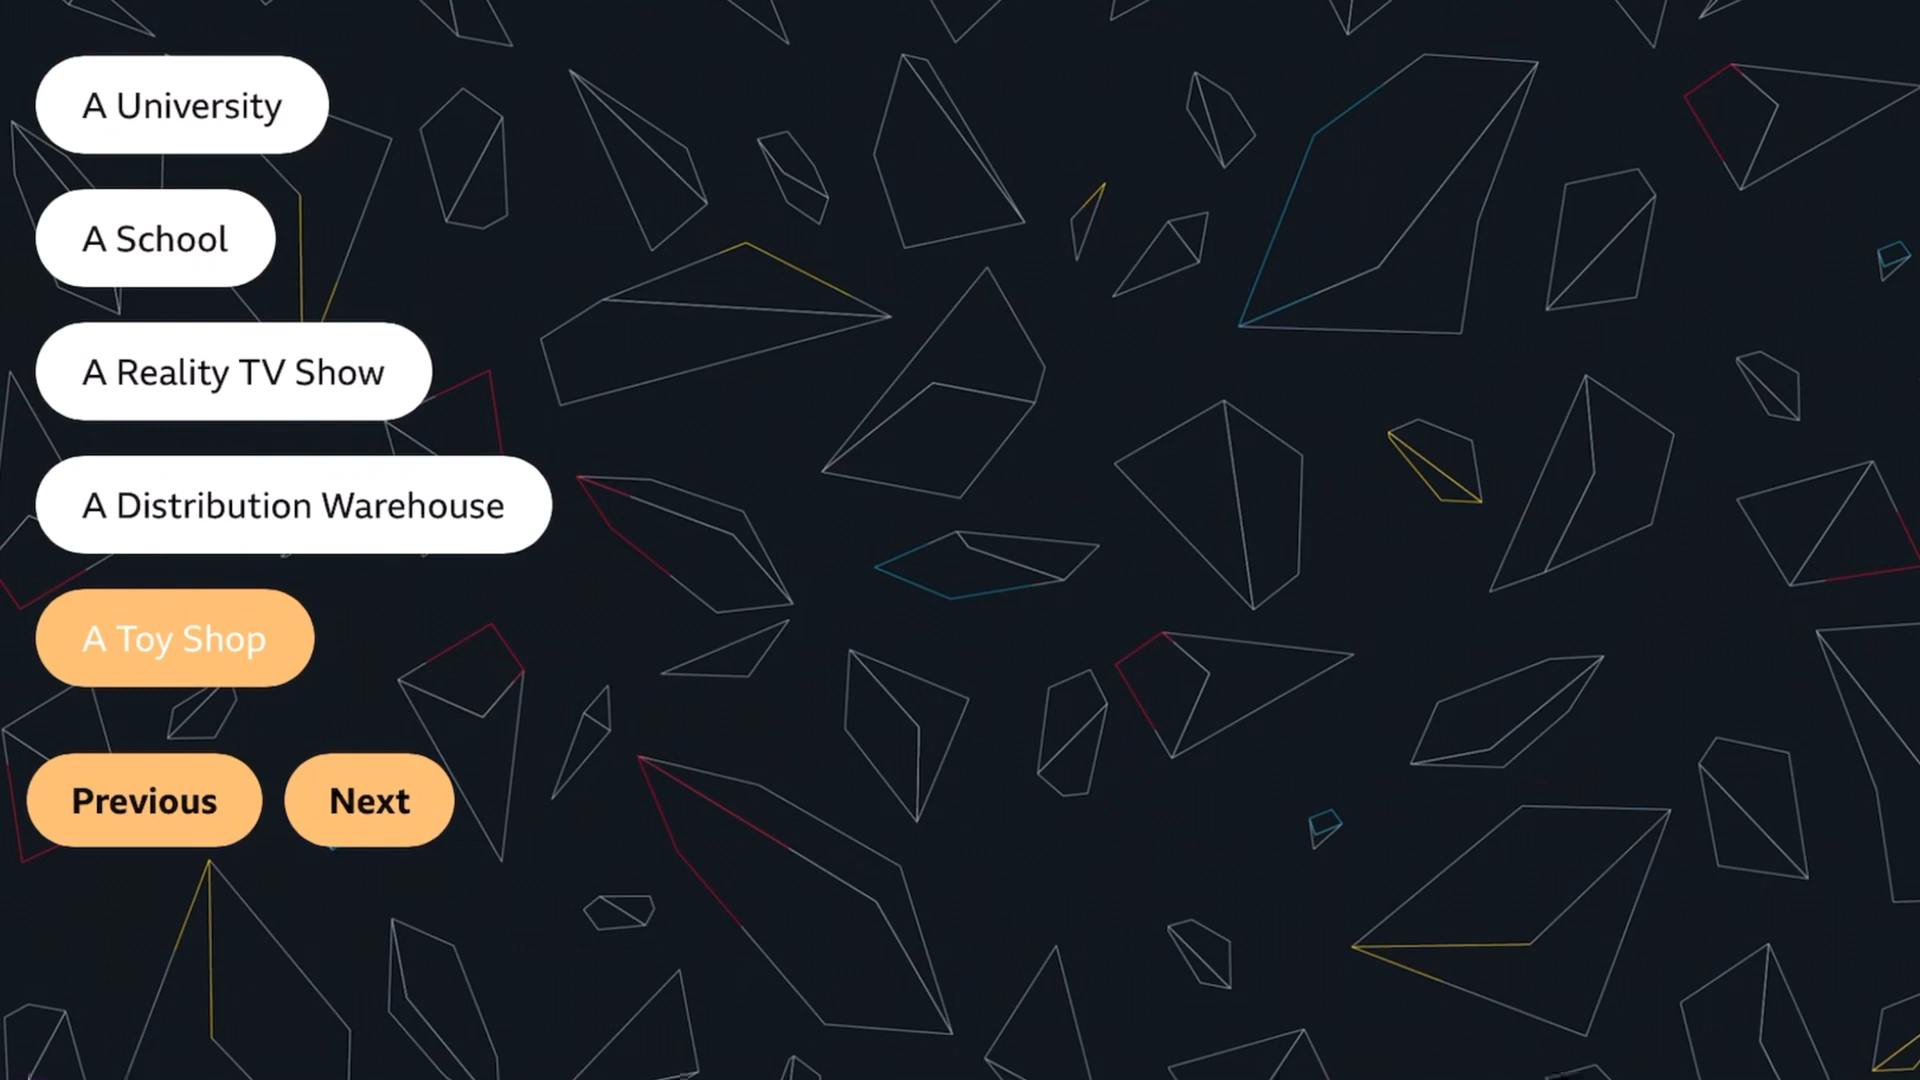 A University
A School
A Reality TV Show
A Distribution Warehouse
A Toy Shop
Previous Next